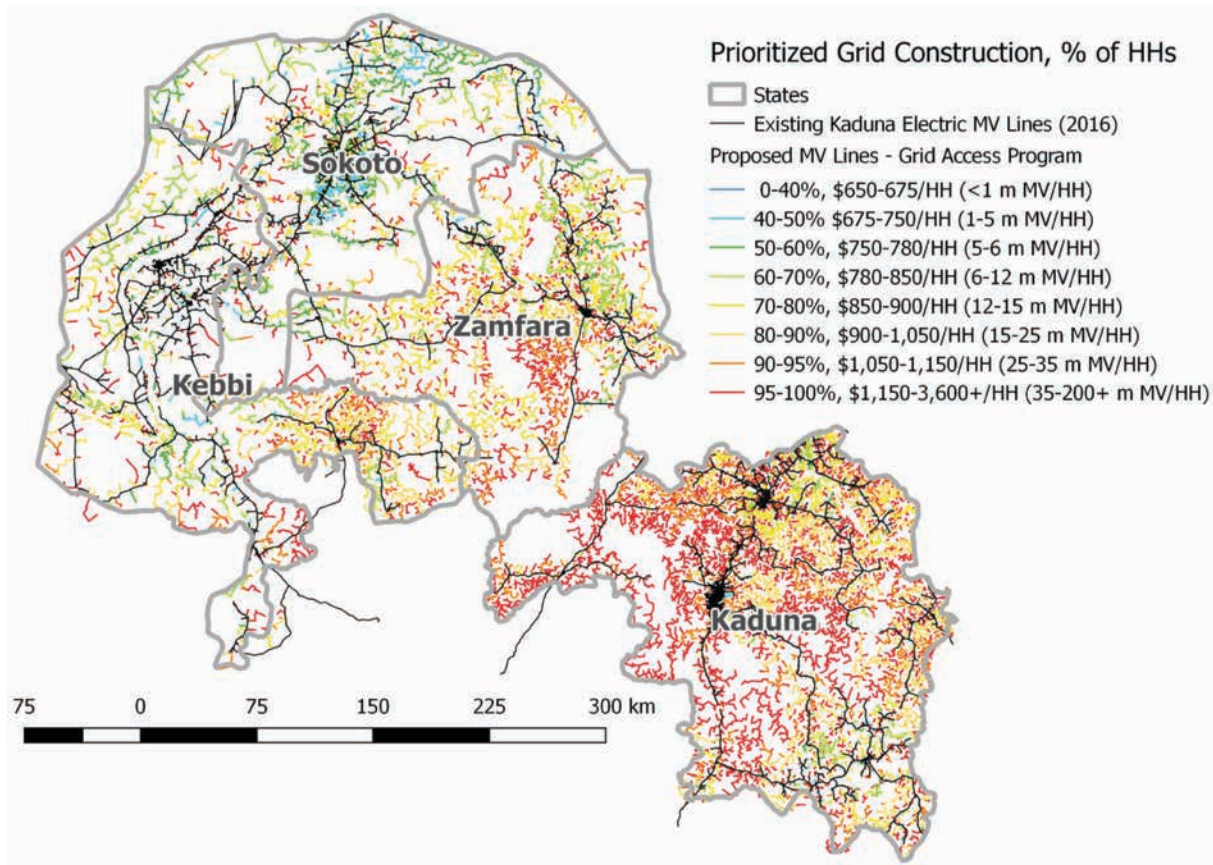 Prioritized Grid Construction, % of HHs
States
Existing Kaduna Electric MV Lines (2016)
Proposed MV Lines - Grid Access Program
0-40%, $650-675/HH (<1 m MV/HH)
40-50% $675-750/HH (1-5 m MV/HH)
50-60%, $750-780/HH (5-6 m MV/HH)
60-70%, $780-850/HH (6-12 m MV/HH)
70-80%, $850-900/HH (12-15 m MV/HH)
80-90%, $900-1,050/HH (15-25 m MV/HH)
90-95%, $1,050-1,150/HH (25-35 m MV/HH)
95-100%, $1,150-3,600+/HH (35-200+ m MV/HH)
Sokoto
Zamfara
Kebbi
Kaduna
75 0 75 150 225 300 km